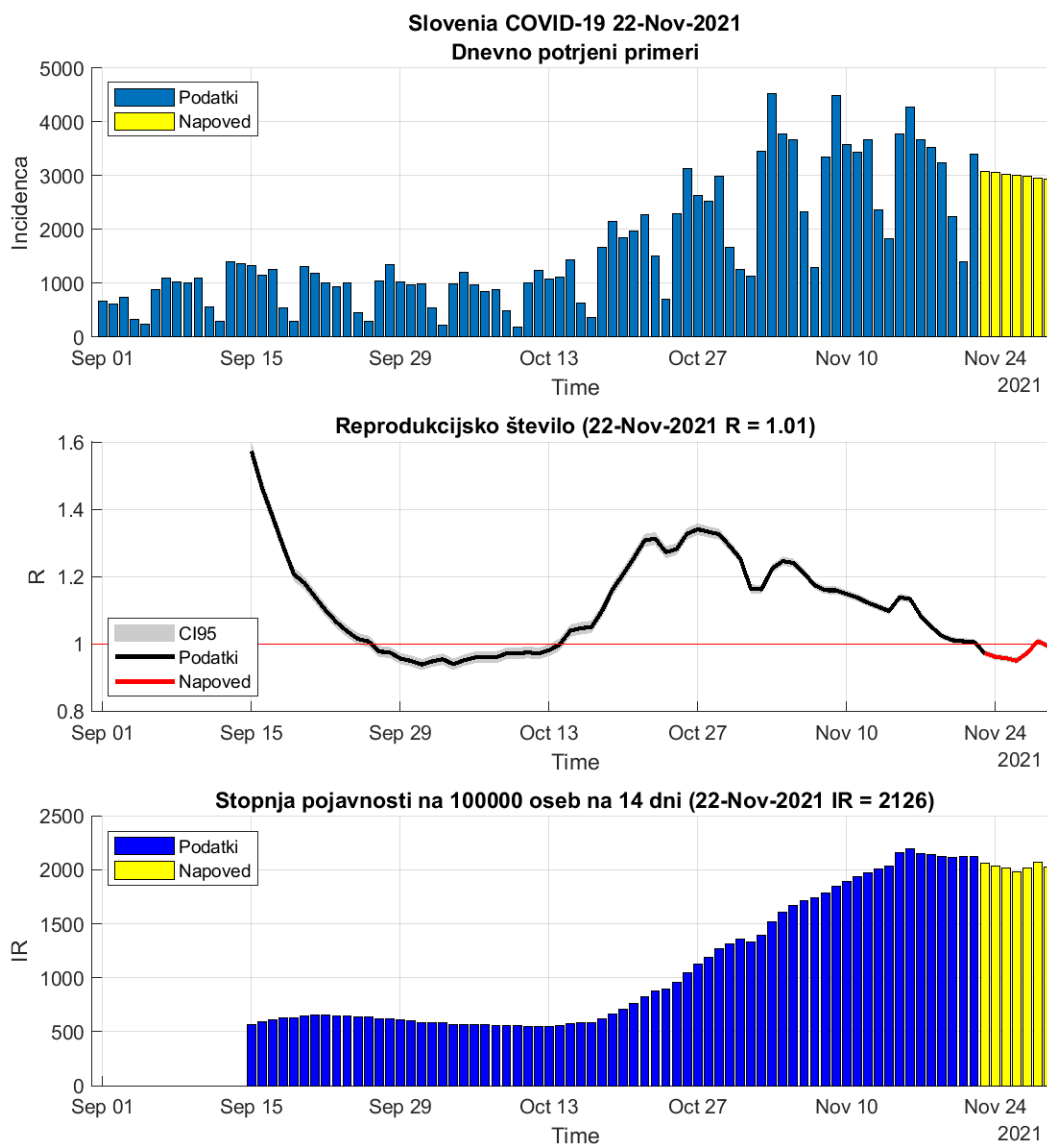 Slovenia COVID-19 22-Nov-2021
Dnevno potrjeni primeri
5000
4000
3000
2000
1000
0
Incidenca
Podatki
Napoved
Sep 01 Sep 15 Sep 29 Oct 13 Oct 27 Nov 10 Nov 24
2021
Time
Reprodukcijsko število (22-Nov-2021 R = 1.01)
1.6
1.4
1.2
1
0.8
R
CI95
Podatki
Napoved
Sep 01 Sep 15 Sep 29 Oct 13 Oct 27 Nov 10 Nov 24
2021
Time
Stopnja pojavnosti na 100000 oseb na 14 dni (22-Nov-2021 IR = 2126)
2500
2000
1500
1000
500
0
IR
Podatki
Napoved
Sep 01 Sep 15 Sep 29 Oct 13 Oct 27 Nov 10 Nov 24
2021
Time